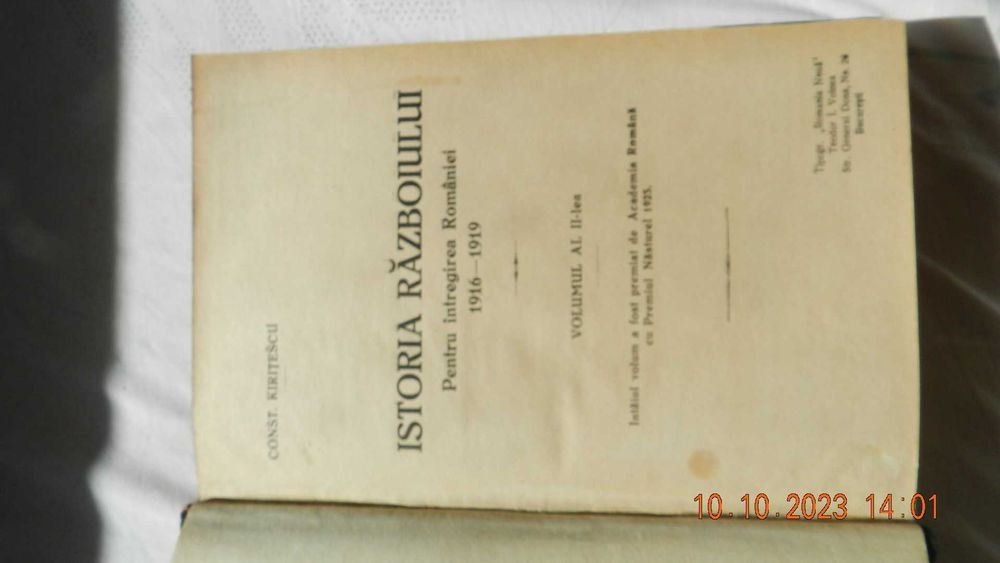 CONST. KIRIȚESCU
ISTORIA RĂZBOIULUI
Pentru întregirea României
1916—1919
VOLUMUL AL II-lea
Întâiul volum a fost premiat de Academia Română
cu Premiul Năsturel 1925.
Tipogr. „Romania Nouă"
Teodor I. Voinea
Str. General Dona, No.
București
10.10.2023 14:01